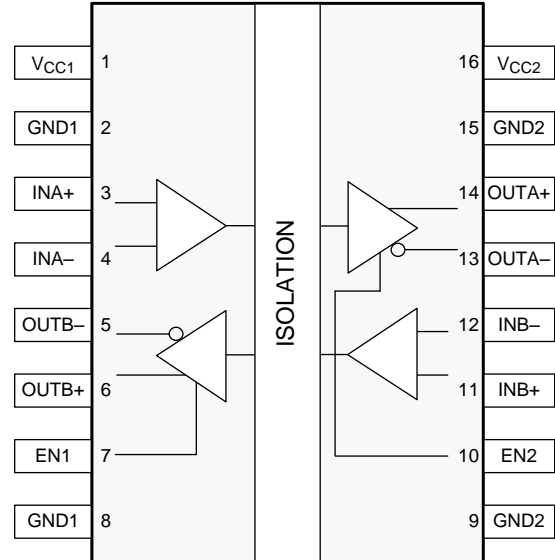 VCC1 1 16 VCC2
GND1 2 15 GND2
INA+ 3 14 OUTA+
INA– 4 13 OUTA–
ISOLATION
OUTB– 5 12 INB–
OUTB+ 6 11 INB+
EN1 7 10 EN2
GND1 8 9 GND2